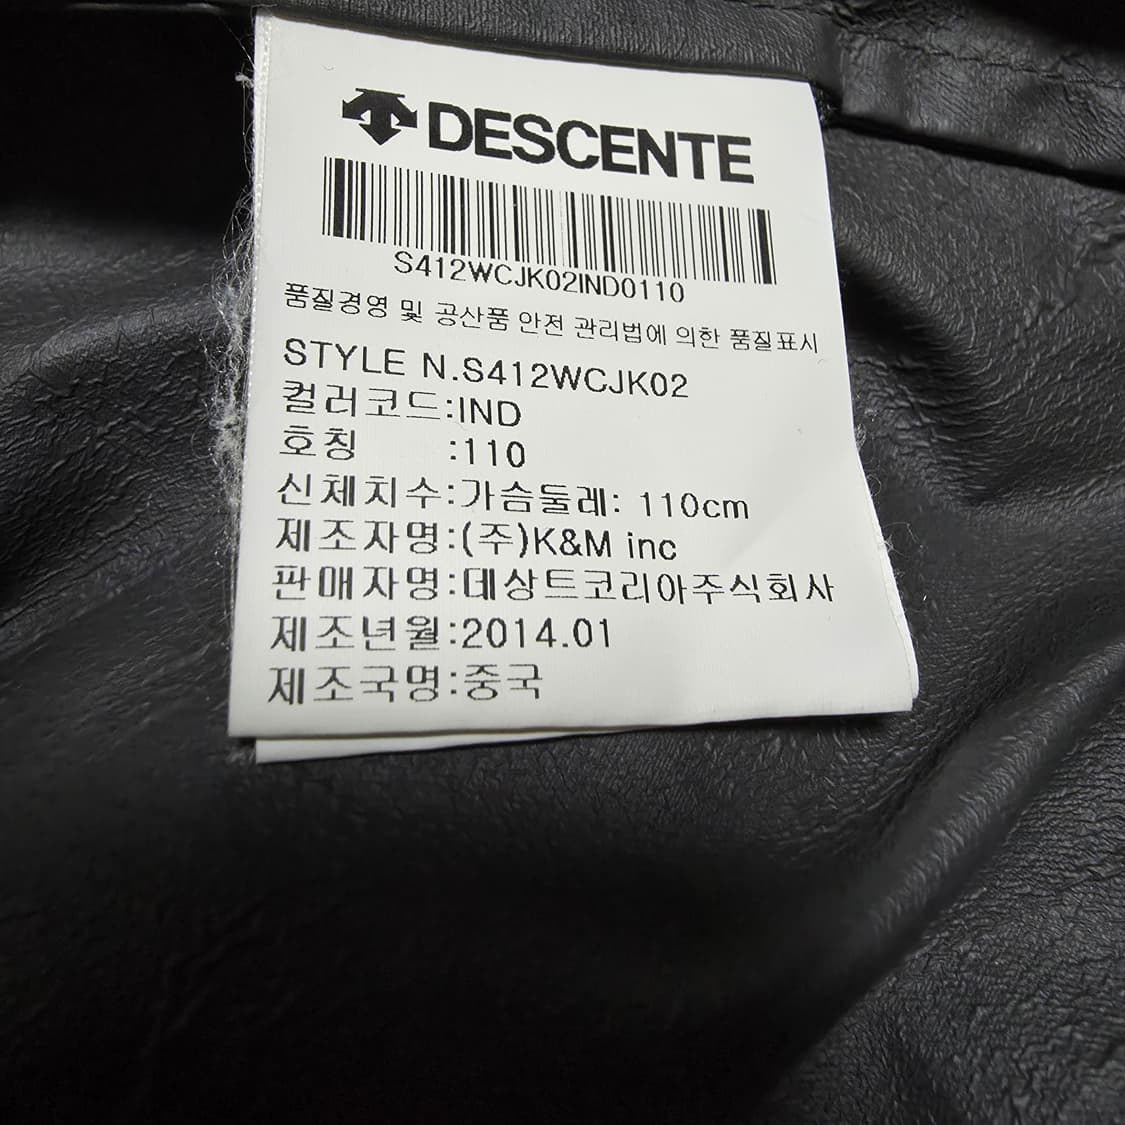 DESCENTE
S412WCJK02IND0110
품질경영 및 공산품 안전 관리법에 의한 품질표시
STYLE N.S412WCJK02
컬러코드:IND
호칭 :110
신체치수:가슴둘레: 110cm
제조자명:(주)K&M inc
판매자명:데상트코리아주식회사
제조년월:2014.01
제조국명:중국